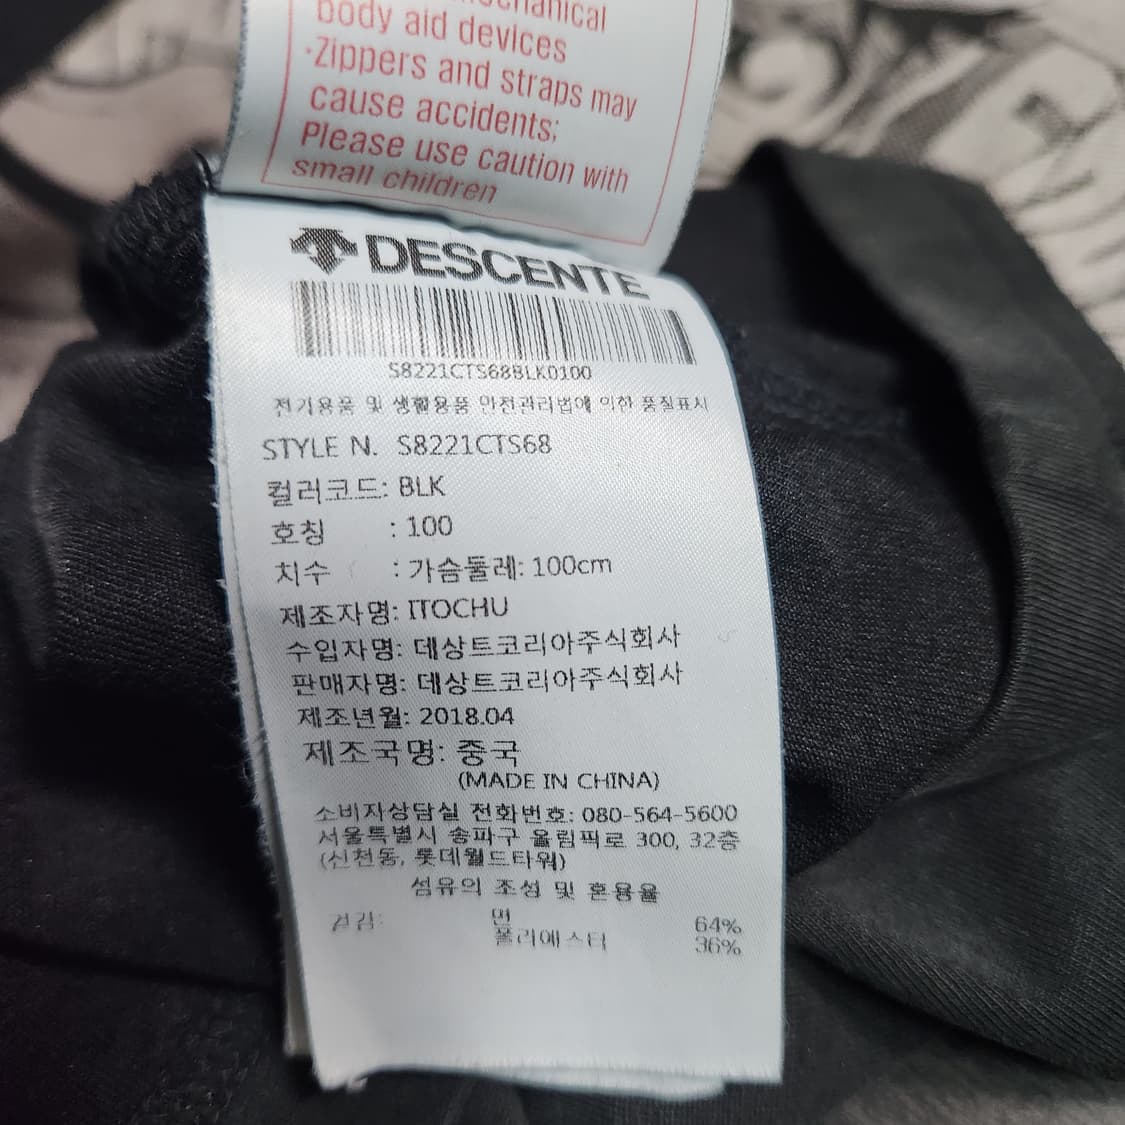 mechanical
body aid devices
·Zippers and straps may
cause accidents;
Please use caution with
small children
DESCENTE
S8221CTS68BLK0100
전기용품 및 생활용품 안전관리법에 의한 품질표시
STYLE N. S8221CTS68
컬러코드: BLK
호칭 : 100
치수 : 가슴둘레: 100cm
제조자명: ITOCHU
수입자명: 데상트코리아주식회사
판매자명: 데상트코리아주식회사
제조년월: 2018.04
제조국명: 중국
(MADE IN CHINA)
소비자상담실 전화번호: 080-564-5600
서울특별시 송파구 올림픽로 300, 32층
(신천동, 롯데월드타워)
섬유의 조성 및 혼용율
겉감: 면 64%
폴리에스터 36%